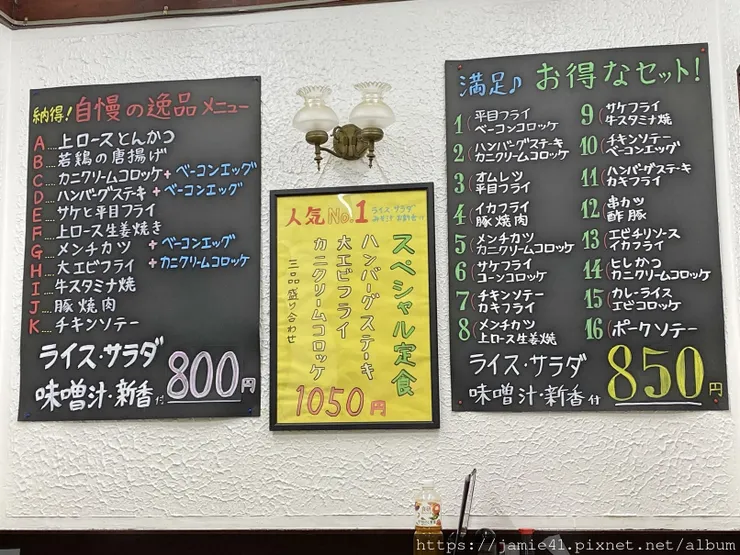 納得! 自慢の逸品メニュー
A … 上ロースとんかつ
B … 若鶏の唐揚げ
C … カニクリームコロッケ + ベーコンエッグ
D … ハンバーグステーキ + ベーコンエッグ
E … サケと平目フライ
F … 上ロース生姜焼き
G … メンチカツ + ベーコンエッグ
H … 大エビフライ + カニクリームコロッケ
I … 牛スタミナ焼
J … 豚焼肉
K … チキンソテー
ライス・サラダ
味噌汁・新香付 800円
人気No.1
ライス サラダ
みそ汁 お新香付
スペシャル定食
ハンバーグステーキ
大エビフライ
カニクリームコロッケ
三品盛り合わせ
1050円
満足♪ お得なセット!
1 平目フライ
ベーコンコロッケ
2 ハンバーグステーキ
カニクリームコロッケ
3 オムレツ
平目フライ
4 イカフライ
豚焼肉
5 メンチカツ
カニクリームコロッケ
6 サケフライ
コーンコロッケ
7 チキンソテー
カキフライ
8 メンチカツ
上ロース生姜焼
9 サケフライ
牛スタミナ焼
10 チキンソテー
ベーコンエッグ
11 ハンバーグステーキ
カキフライ
12 串カツ
酢豚
13 エビチリソース
イカフライ
14 ヒレかつ
カニクリームコロッケ
15 カレーライス
エビコロッケ
16 ポークソテー
ライス・サラダ
味噌汁・新香付 850円
https://jamie41.pixnet.net/album